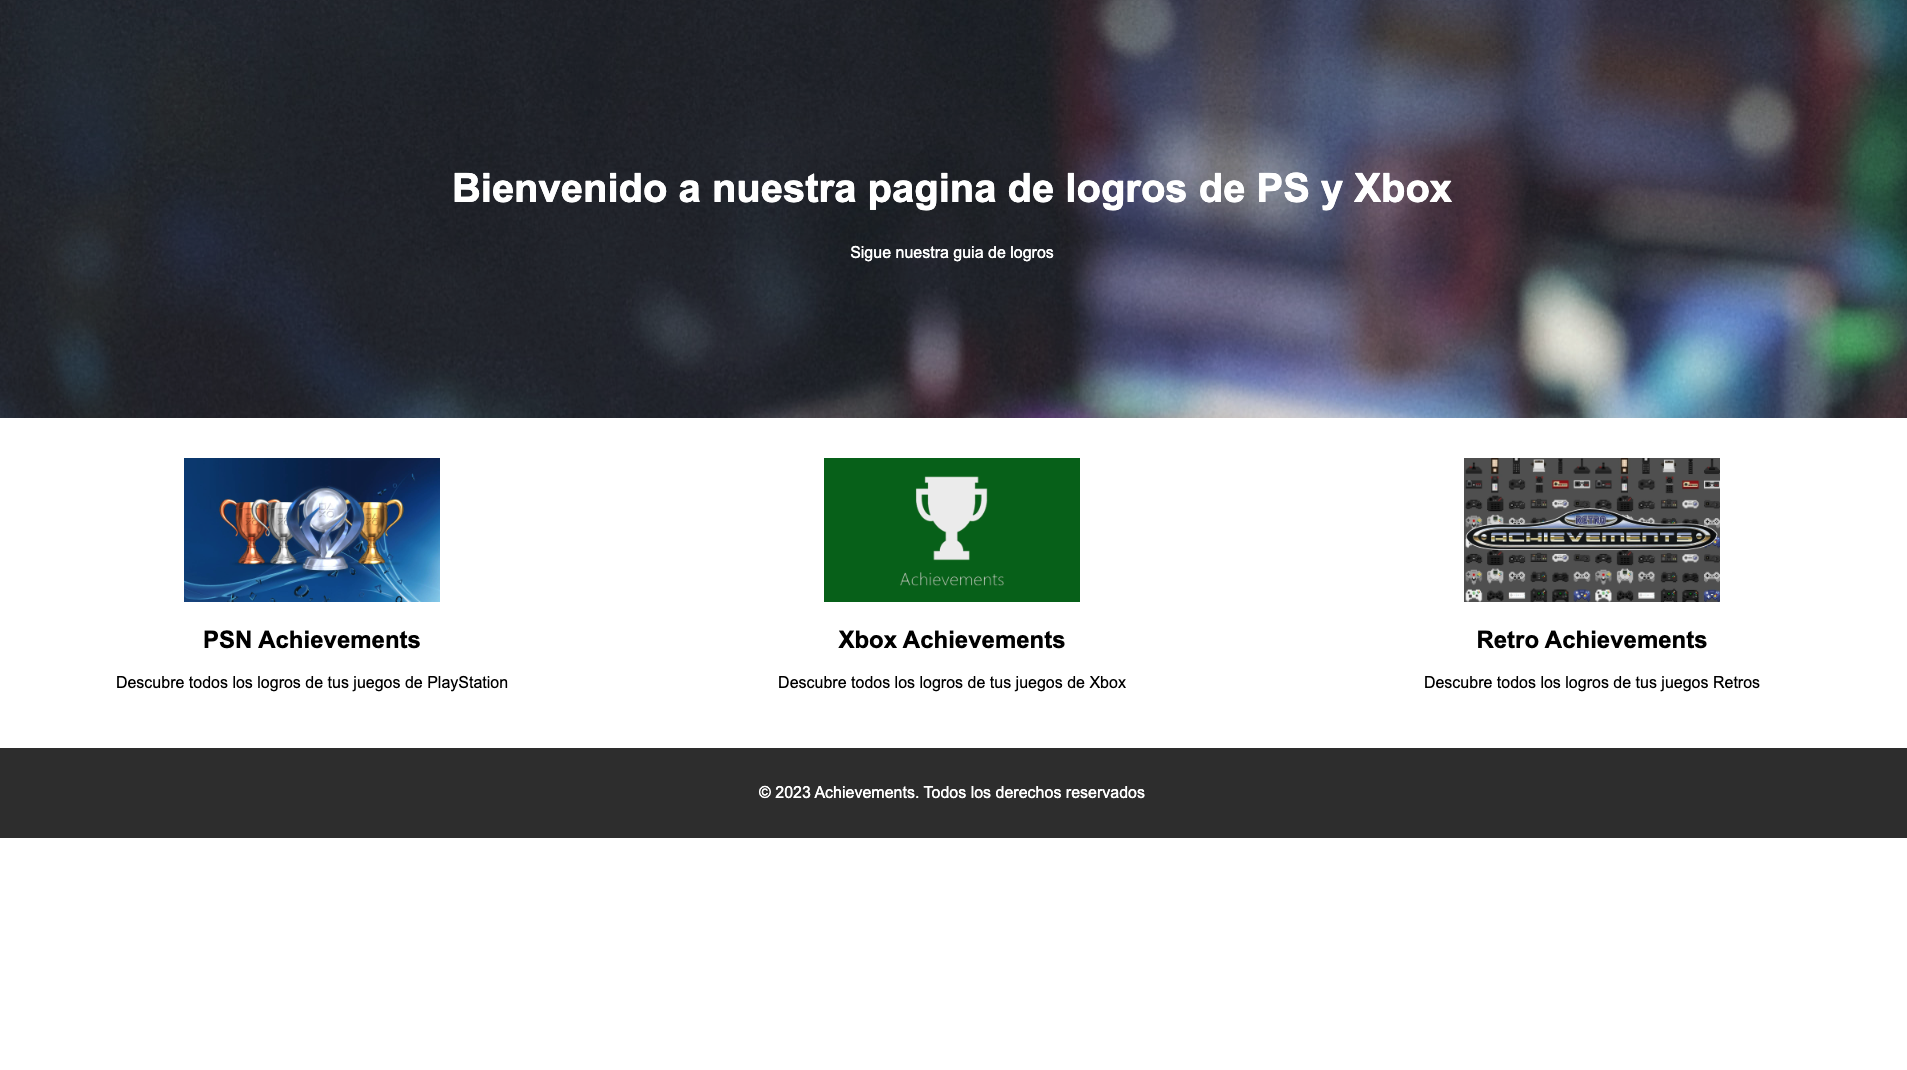 Bienvenido a nuestra pagina de logros de PS y Xbox
Sigue nuestra guia de logros
Achievements
RETRO
ACHIEVEMENTS
PSN Achievements
Xbox Achievements
Retro Achievements
Descubre todos los logros de tus juegos de PlayStation
Descubre todos los logros de tus juegos de Xbox
Descubre todos los logros de tus juegos Retros
© 2023 Achievements. Todos los derechos reservados